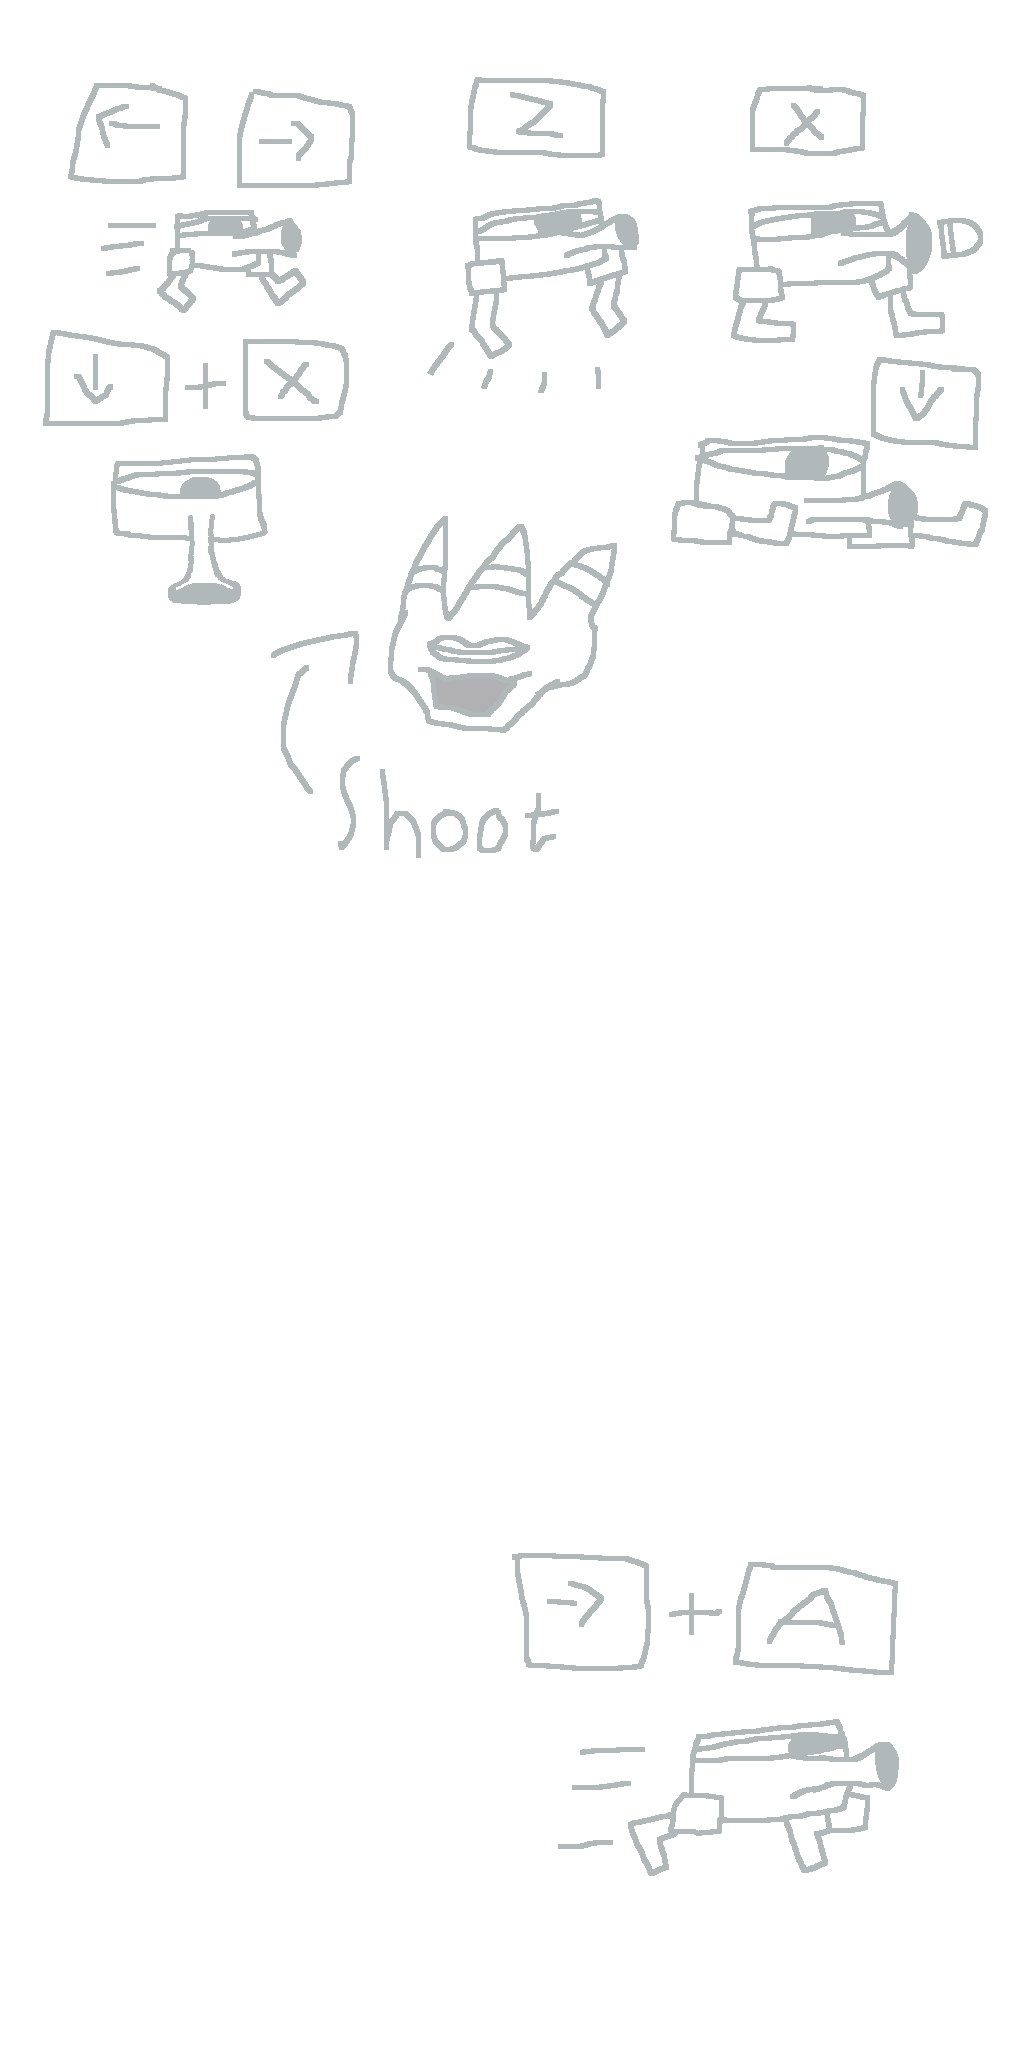 ← → Z X
↓ + X
↓
Shoot
→ + A